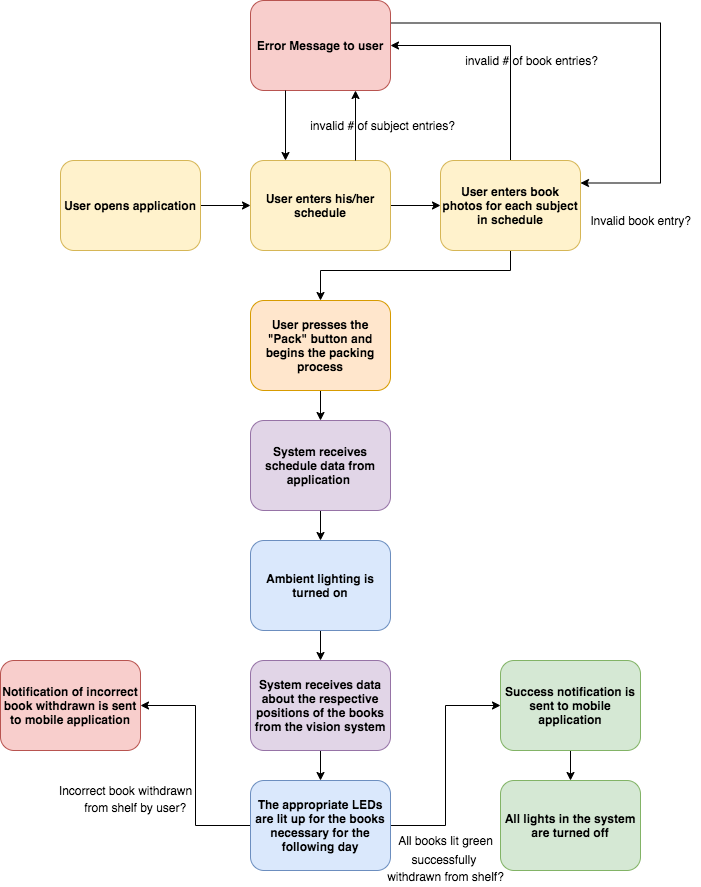 Error Message to user
invalid # of book entries?
invalid # of subject entries?
User opens application
User enters his/her
schedule
User enters book
photos for each subject
in schedule
Invalid book entry?
User presses the
"Pack" button and
begins the packing
process
System receives
schedule data from
application
Ambient lighting is
turned on
Notification of incorrect
book withdrawn is sent
to mobile application
System receives data
about the respective
positions of the books
from the vision system
Success notification is
sent to mobile
application
Incorrect book withdrawn
from shelf by user?
The appropriate LEDs
are lit up for the books
necessary for the
following day
All books lit green
successfully
withdrawn from shelf?
All lights in the system
are turned off